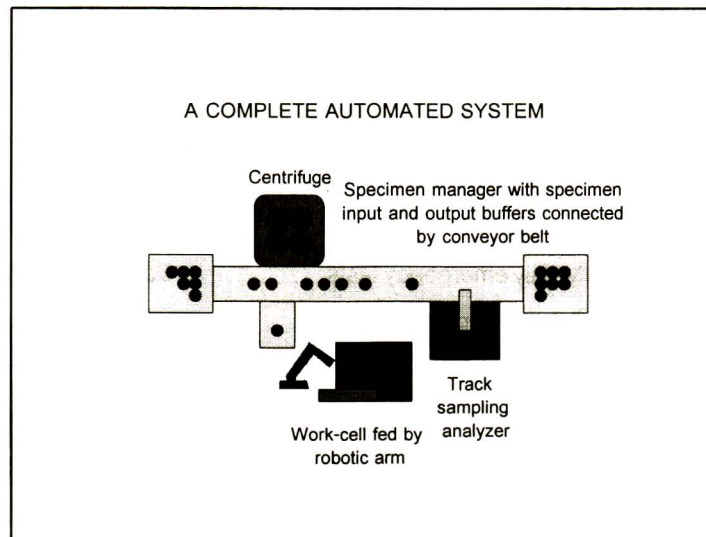 A COMPLETE AUTOMATED SYSTEM
Centrifuge
Specimen manager with specimen
input and output buffers connected
by conveyor belt
Track
sampling
analyzer
Work-cell fed by
robotic arm